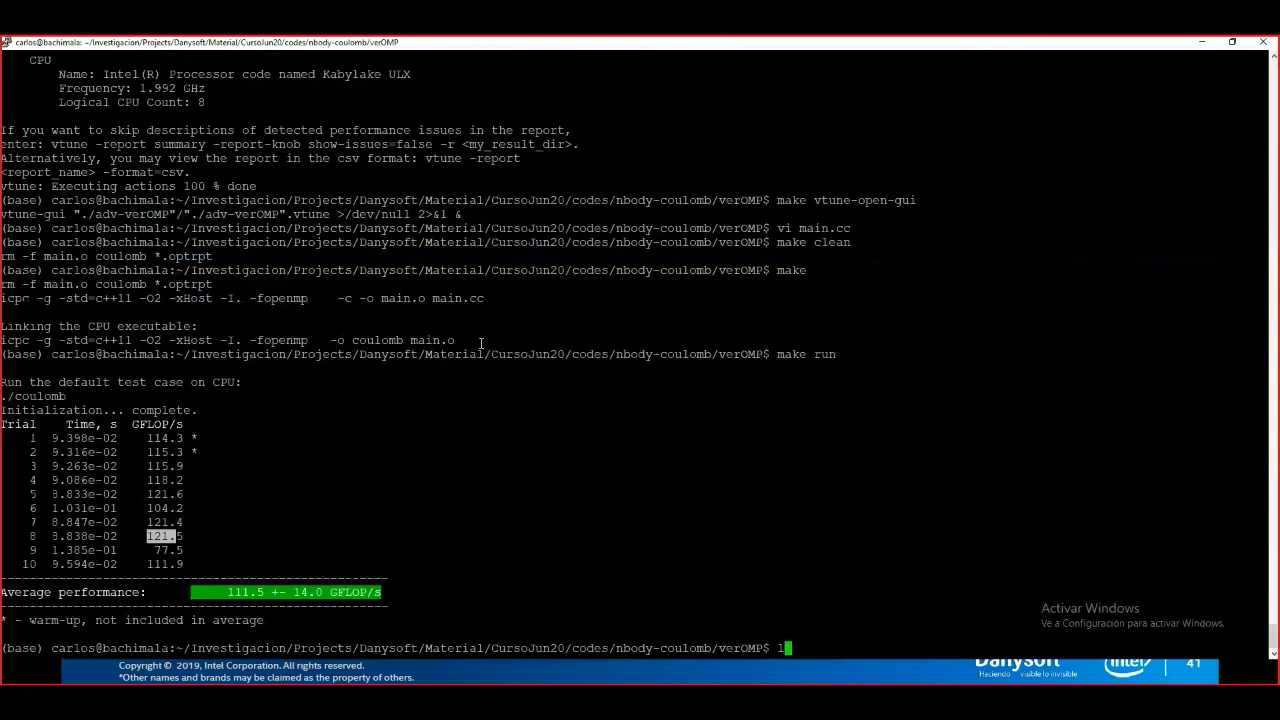 carlos@bachimala: ~/Investigacion/Projects/Danysoft/Material/CursoJun20/codes/nbody-coulomb/verOMP
CPU
Name: Intel(R) Processor code named Kabylake ULX
Frequency: 1.992 GHz
Logical CPU Count: 8
If you want to skip descriptions of detected performance issues in the report,
enter: vtune -report summary -report-knob show-issues=false -r <my_result_dir>.
Alternatively, you may view the report in the csv format: vtune -report
<report_name> -format=csv.
vtune: Executing actions 100 % done
(base) carlos@bachimala:~/Investigacion/Projects/Danysoft/Material/CursoJun20/codes/nbody-coulomb/verOMP$ make vtune-open-gui
vtune-gui "./adv-verOMP"/"./adv-verOMP".vtune >/dev/null 2>&1 &
(base) carlos@bachimala:~/Investigacion/Projects/Danysoft/Material/CursoJun20/codes/nbody-coulomb/verOMP$ vi main.cc
(base) carlos@bachimala:~/Investigacion/Projects/Danysoft/Material/CursoJun20/codes/nbody-coulomb/verOMP$ make clean
rm -f main.o coulomb *.optrpt
(base) carlos@bachimala:~/Investigacion/Projects/Danysoft/Material/CursoJun20/codes/nbody-coulomb/verOMP$ make
rm -f main.o coulomb *.optrpt
icpc -g -std=c++11 -O2 -xHost -I. -fopenmp -c -o main.o main.cc
Linking the CPU executable:
icpc -g -std=c++11 -O2 -xHost -I. -fopenmp -o coulomb main.o
(base) carlos@bachimala:~/Investigacion/Projects/Danysoft/Material/CursoJun20/codes/nbody-coulomb/verOMP$ make run
Run the default test case on CPU:
./coulomb
Initialization... complete.
Trial Time, s GFLOP/s
1 9.398e-02 114.3 *
2 9.316e-02 115.3 *
3 9.263e-02 115.9
4 9.086e-02 118.2
5 8.833e-02 121.6
6 1.031e-01 104.2
7 8.847e-02 121.4
8 8.838e-02 121.5
9 1.385e-01 77.5
10 9.594e-02 111.9
-----------------------------------------------------
Average performance: 111.5 +- 14.0 GFLOP/s
-----------------------------------------------------
* - warm-up, not included in average
(base) carlos@bachimala:~/Investigacion/Projects/Danysoft/Material/CursoJun20/codes/nbody-coulomb/verOMP$ l
Activar Windows
Ve a Configuración para activar Windows.
Copyright © 2019, Intel Corporation. All rights reserved.
*Other names and brands may be claimed as the property of others.
Danysoft
Haciendo visible lo invisible
intel
41